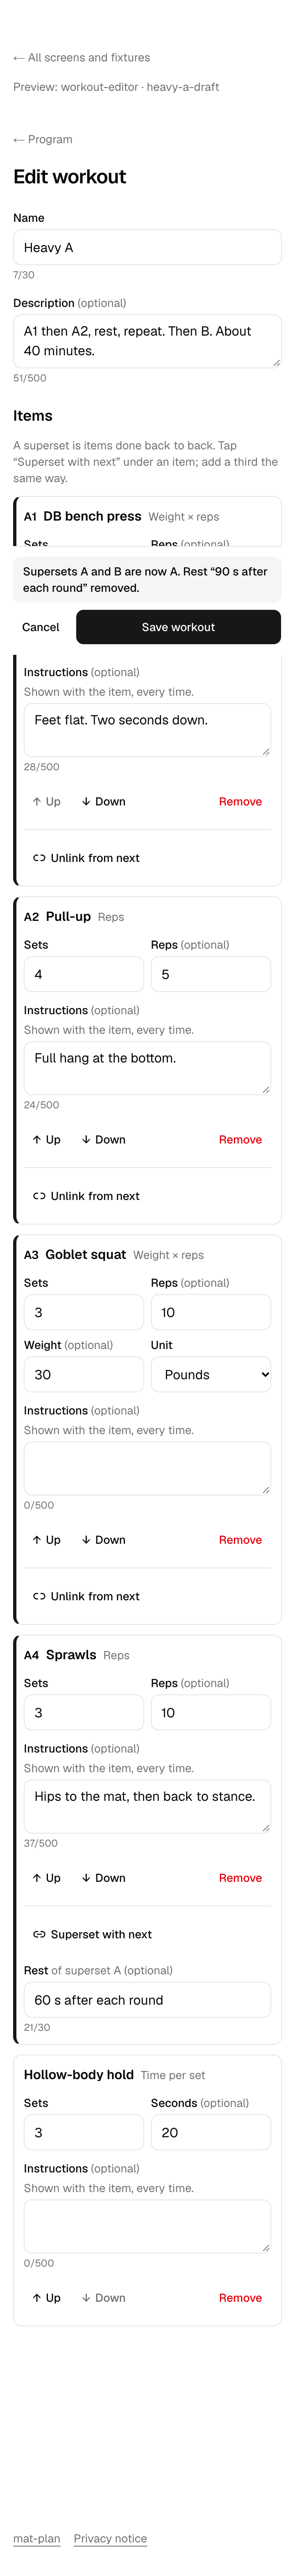 ← All screens and fixtures
Preview: workout-editor · heavy-a-draft
← Program
Edit workout
Name
Heavy A
7/30
Description (optional)
A1 then A2, rest, repeat. Then B. About
40 minutes.
51/500
Items
A superset is items done back to back. Tap
“Superset with next” under an item; add a third the
same way.
A1 DB bench press Weight × reps
Sets Reps (optional)
Supersets A and B are now A. Rest “90 s after
each round” removed.
Cancel Save workout
Instructions (optional)
Shown with the item, every time.
Feet flat. Two seconds down.
28/500
↑ Up ↓ Down Remove
Unlink from next
A2 Pull-up Reps
Sets Reps (optional)
4 5
Instructions (optional)
Shown with the item, every time.
Full hang at the bottom.
24/500
↑ Up ↓ Down Remove
Unlink from next
A3 Goblet squat Weight × reps
Sets Reps (optional)
3 10
Weight (optional) Unit
30 Pounds
Instructions (optional)
Shown with the item, every time.
0/500
↑ Up ↓ Down Remove
Unlink from next
A4 Sprawls Reps
Sets Reps (optional)
3 10
Instructions (optional)
Shown with the item, every time.
Hips to the mat, then back to stance.
37/500
↑ Up ↓ Down Remove
Superset with next
Rest of superset A (optional)
60 s after each round
21/30
Hollow-body hold Time per set
Sets Seconds (optional)
3 20
Instructions (optional)
Shown with the item, every time.
0/500
↑ Up ↓ Down Remove
mat-plan Privacy notice